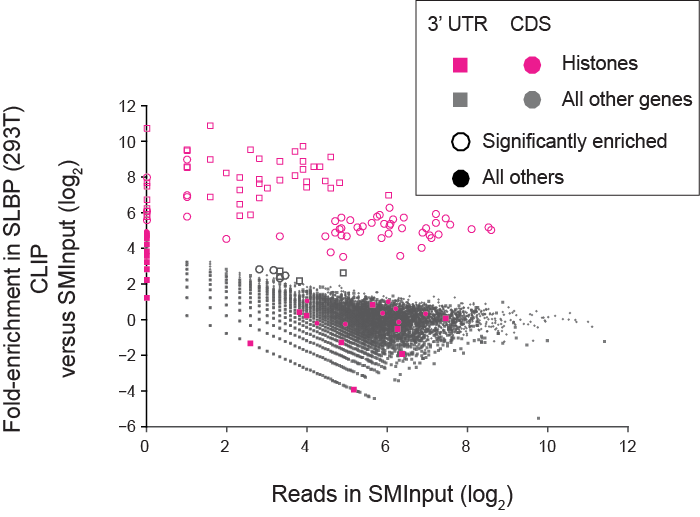 3’ UTR CDS
Histones
All other genes
Significantly enriched
All others
Fold-enrichment in SLBP (293T)
CLIP
versus SMInput (log2)
12
10
8
6
4
2
0
−2
−4
−6
0 2 4 6 8 10 12
Reads in SMInput (log2)